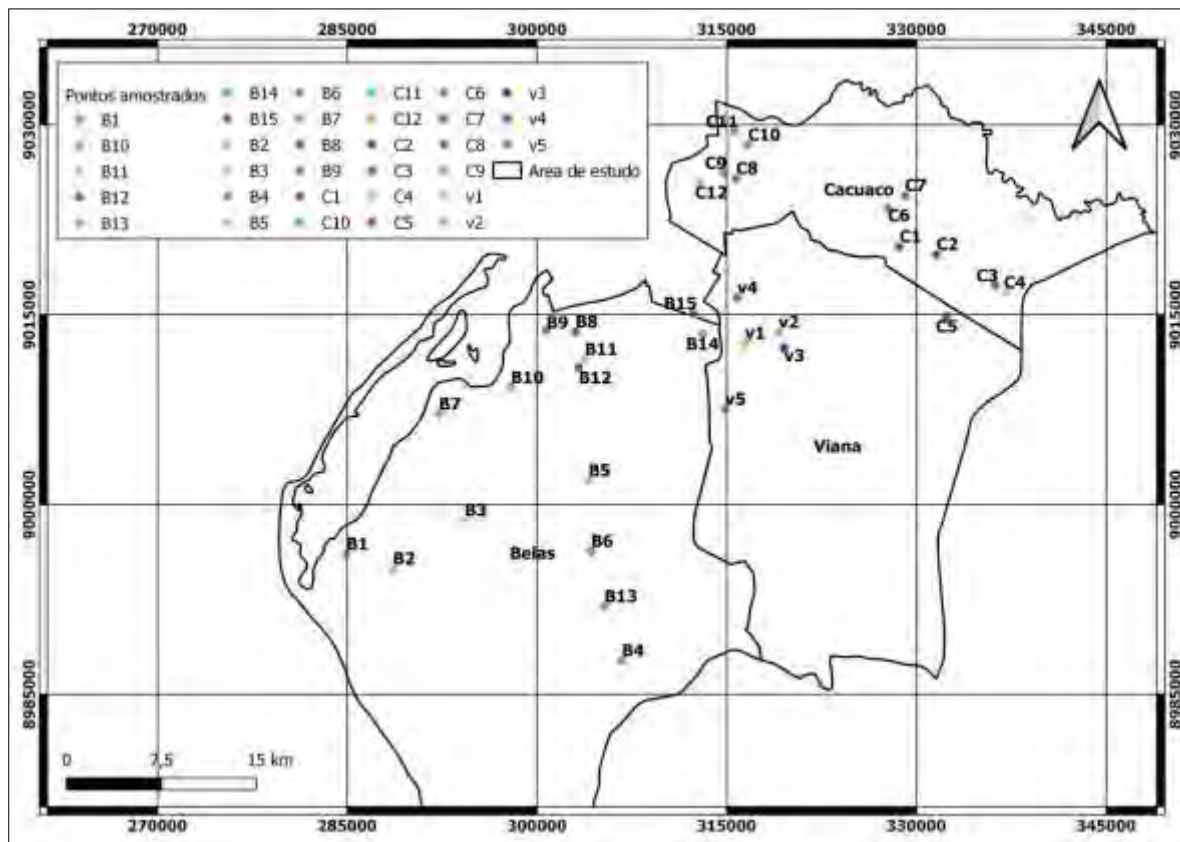 270000 285000 300000 315000 330000 345000
Pontos amostrados
B1
B10
B11
B12
B13
B14
B15
B2
B3
B4
B5
B6
B7
B8
B9
C1
C10
C11
C12
C2
C3
C4
C5
C6
C7
C8
C9
v1
v2
v3
v4
v5
Area de estudo
9030000
9030000
9015000
9015000
9000000
9000000
8985000
8985000
C11
C10
C9
C8
C12
Cacuaco
C7
C6
C1
C2
C3
C4
C5
v4
B15
v1
v2
B14
v3
B9
B8
B11
B12
B10
B7
v5
Viana
B5
B3
B1
B2
Belas
B6
B13
B4
0 7,5 15 km
270000 285000 300000 315000 330000 345000